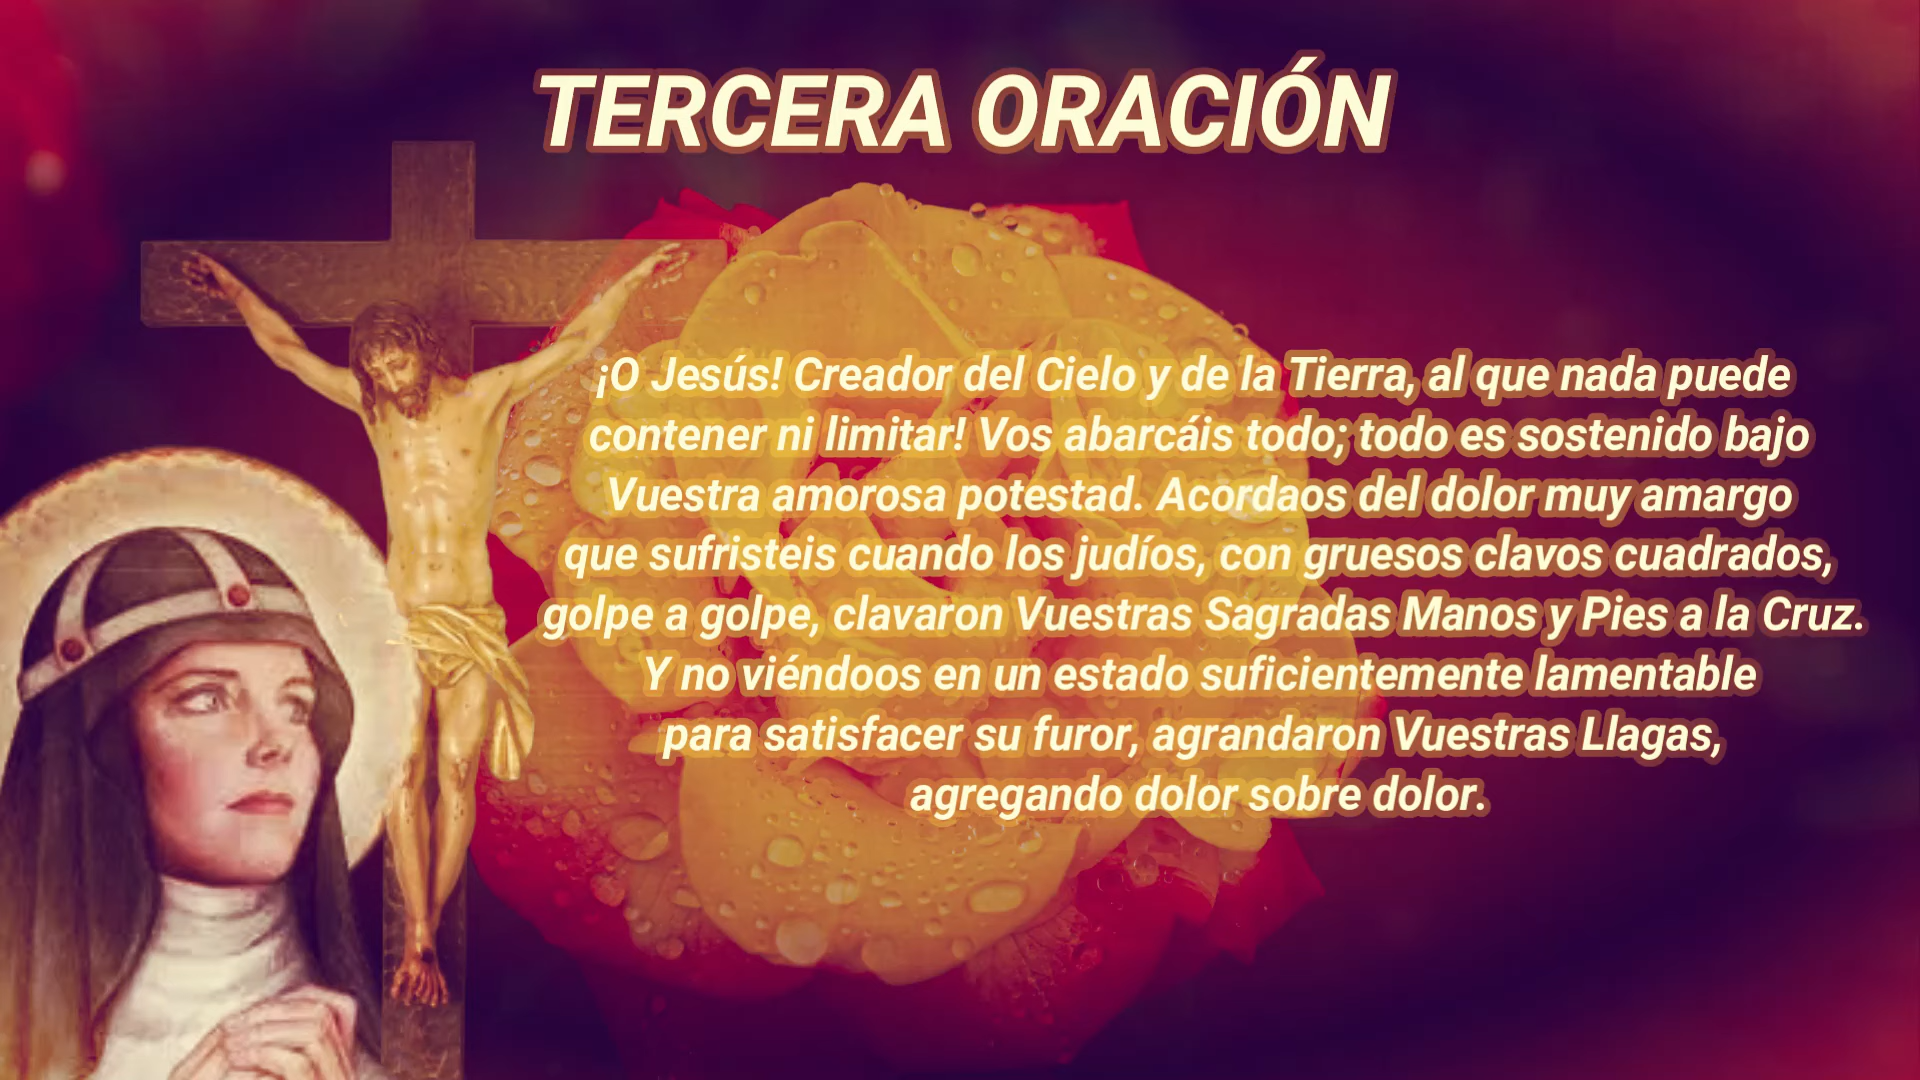 TERCERA ORACIÓN
¡O Jesús! Creador del Cielo y de la Tierra, al que nada puede
contener ni limitar! Vos abarcáis todo; todo es sostenido bajo
Vuestra amorosa potestad. Acordaos del dolor muy amargo
que sufristeis cuando los judíos, con gruesos clavos cuadrados,
golpe a golpe, clavaron Vuestras Sagradas Manos y Pies a la Cruz.
Y no viéndoos en un estado suficientemente lamentable
para satisfacer su furor, agrandaron Vuestras Llagas,
agregando dolor sobre dolor.